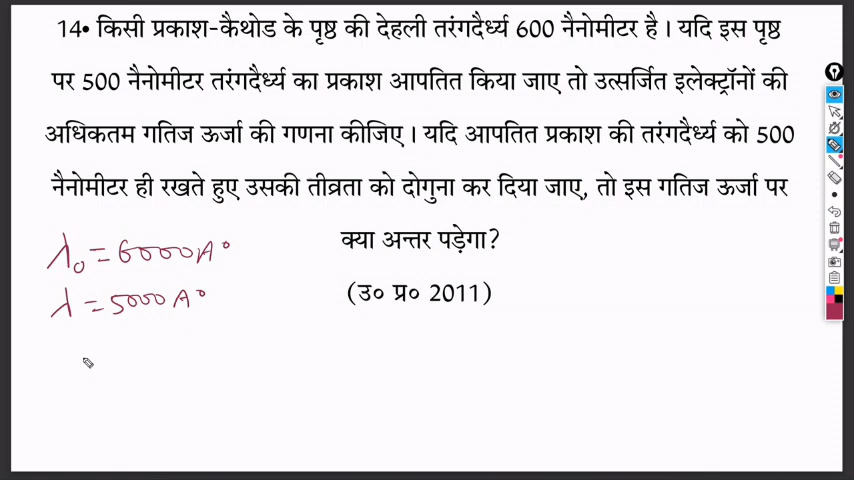 14• किसी प्रकाश-कैथोड के पृष्ठ की देहली तरंगदैर्ध्य 600 नैनोमीटर है। यदि इस पृष्ठ
पर 500 नैनोमीटर तरंगदैर्ध्य का प्रकाश आपतित किया जाए तो उत्सर्जित इलेक्ट्रॉनों की
अधिकतम गतिज ऊर्जा की गणना कीजिए। यदि आपतित प्रकाश की तरंगदैर्ध्य को 500
नैनोमीटर ही रखते हुए उसकी तीव्रता को दोगुना कर दिया जाए, तो इस गतिज ऊर्जा पर
क्या अन्तर पड़ेगा?
λ₀ = 6000 A°
(उ० प्र० 2011)
λ = 5000 A°